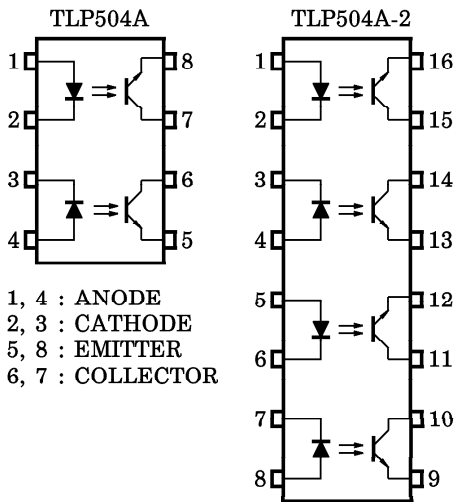 TLP504A
1 8
2 7
3 6
4 5
1, 4 : ANODE
2, 3 : CATHODE
5, 8 : EMITTER
6, 7 : COLLECTOR
TLP504A-2
1 16
2 15
3 14
4 13
5 12
6 11
7 10
8 9